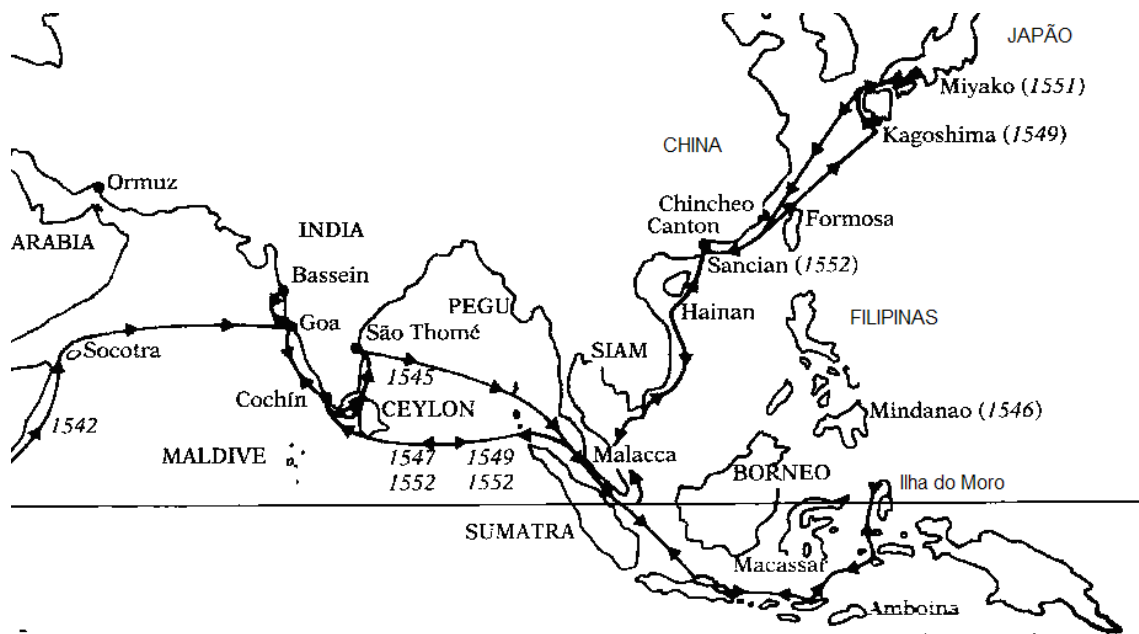 JAPÃO
Miyako (1551)
Kagoshima (1549)
CHINA
Ormuz
Chincheo
Canton
Formosa
ARABIA
INDIA
Sancian (1552)
Bassein
PEGU
Hainan
FILIPINAS
Goa
São Thomé
Socotra
SIAM
1545
Cochín
CEYLON
Mindanao (1546)
1542
MALDIVE
1547
1549
Malacca
BORNEO
1552
1552
Ilha do Moro
SUMATRA
Macassar
Amboina